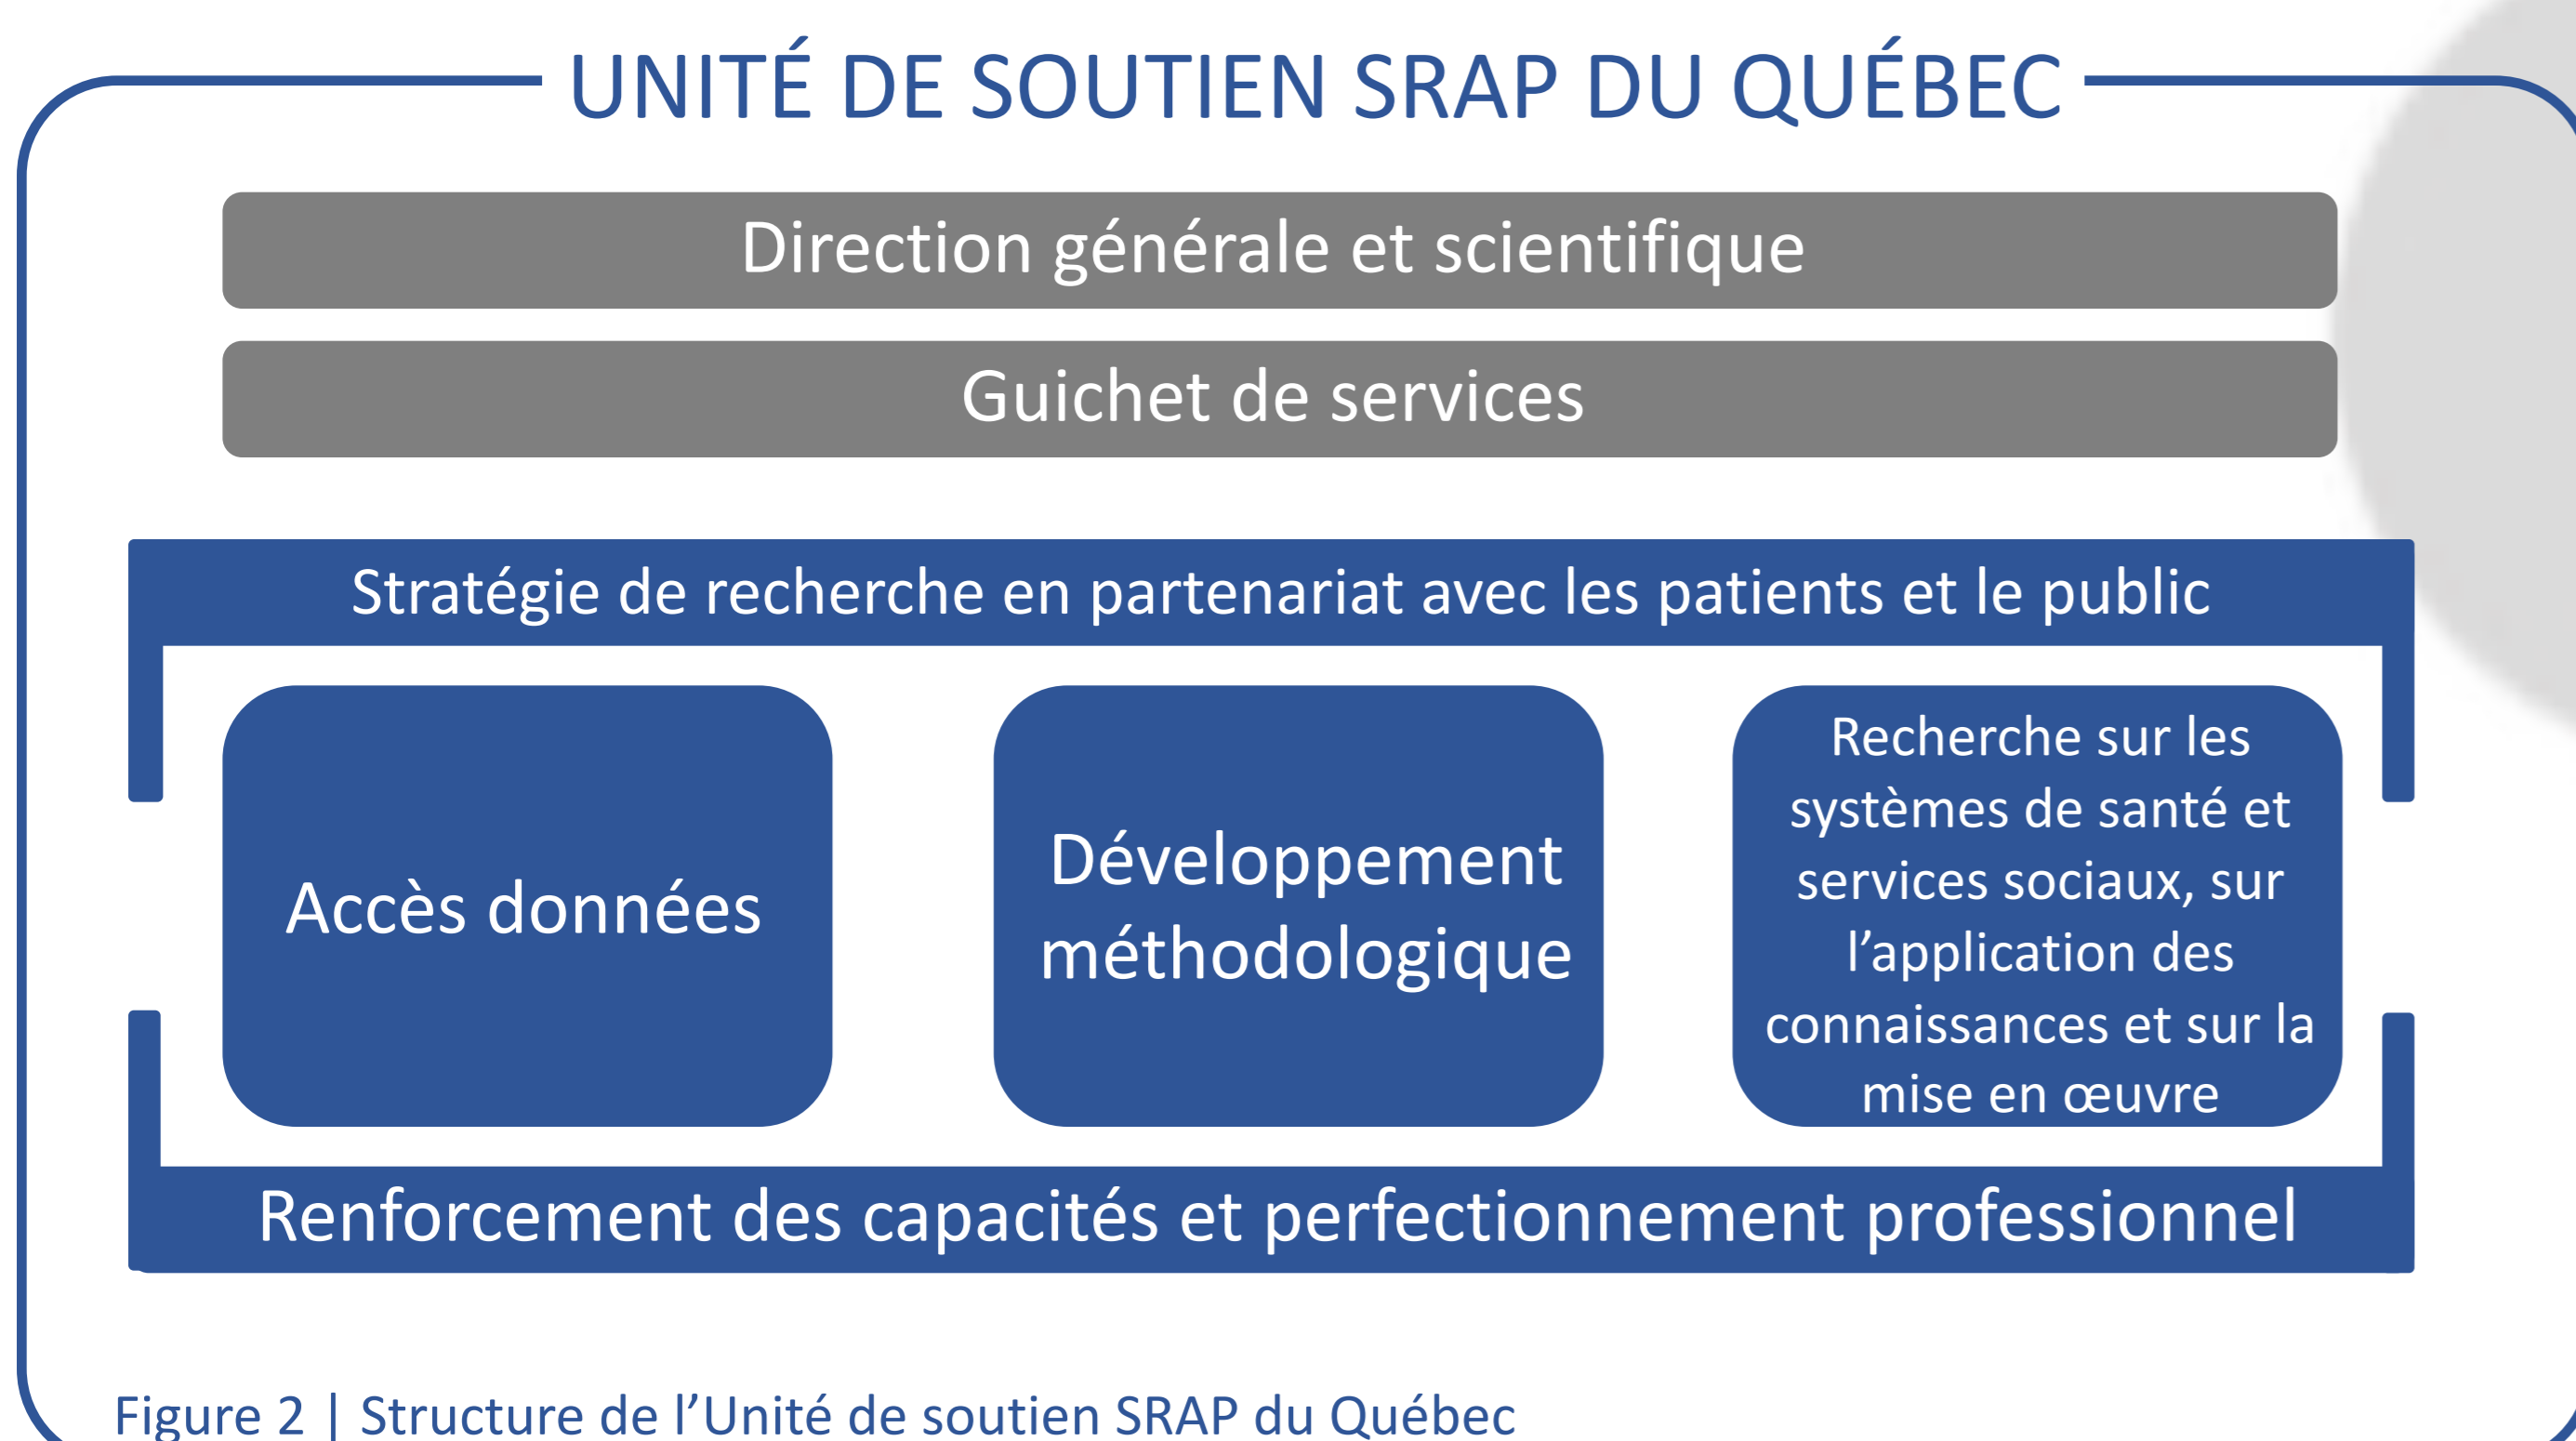 UNITÉ DE SOUTIEN SRAP DU QUÉBEC
Direction générale et scientifique
Guichet de services
Stratégie de recherche en partenariat avec les patients et le public
Accès données
Développement
méthodologique
Recherche sur les
systèmes de santé et
services sociaux, sur
l’application des
connaissances et sur la
mise en œuvre
Renforcement des capacités et perfectionnement professionnel
Figure 2 | Structure de l’Unité de soutien SRAP du Québec